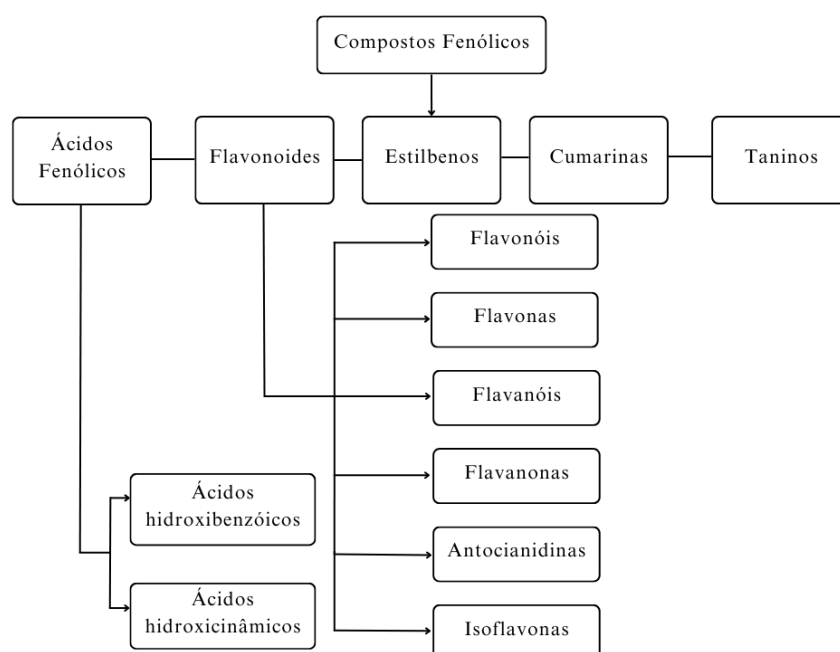 Compostos Fenólicos
Ácidos
Fenólicos
Flavonoides
Estilbenos
Cumarinas
Taninos
Flavonóis
Flavonas
Flavanóis
Flavanonas
Antocianidinas
Isoflavonas
Ácidos
hidroxibenzóicos
Ácidos
hidroxicinâmicos